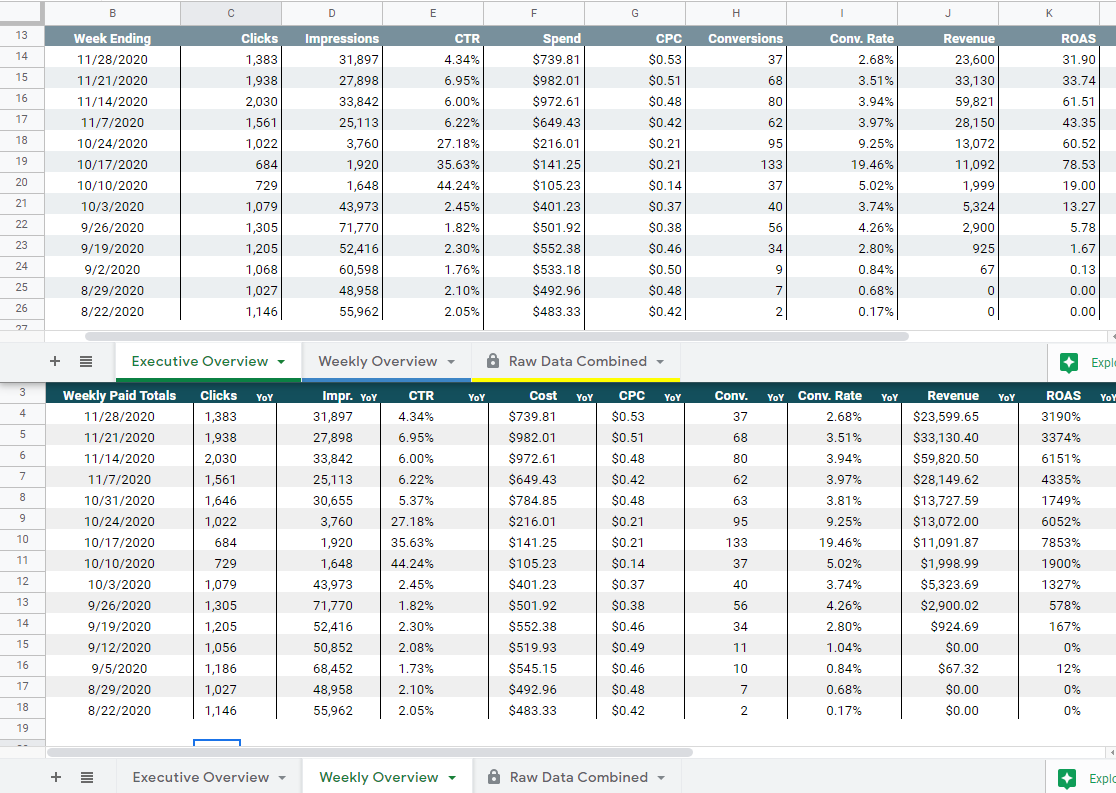 B C D E F G H I J K
13 Week Ending Clicks Impressions CTR Spend CPC Conversions Conv. Rate Revenue ROAS
14 11/28/2020 1,383 31,897 4.34% $739.81 $0.53 37 2.68% 23,600 31.90
15 11/21/2020 1,938 27,898 6.95% $982.01 $0.51 68 3.51% 33,130 33.74
16 11/14/2020 2,030 33,842 6.00% $972.61 $0.48 80 3.94% 59,821 61.51
17 11/7/2020 1,561 25,113 6.22% $649.43 $0.42 62 3.97% 28,150 43.35
18 10/24/2020 1,022 3,760 27.18% $216.01 $0.21 95 9.25% 13,072 60.52
19 10/17/2020 684 1,920 35.63% $141.25 $0.21 133 19.46% 11,092 78.53
20 10/10/2020 729 1,648 44.24% $105.23 $0.14 37 5.02% 1,999 19.00
21 10/3/2020 1,079 43,973 2.45% $401.23 $0.37 40 3.74% 5,324 13.27
22 9/26/2020 1,305 71,770 1.82% $501.92 $0.38 56 4.26% 2,900 5.78
23 9/19/2020 1,205 52,416 2.30% $552.38 $0.46 34 2.80% 925 1.67
24 9/2/2020 1,068 60,598 1.76% $533.18 $0.50 9 0.84% 67 0.13
25 8/29/2020 1,027 48,958 2.10% $492.96 $0.48 7 0.68% 0 0.00
26 8/22/2020 1,146 55,962 2.05% $483.33 $0.42 2 0.17% 0 0.00
27
Executive Overview Weekly Overview Raw Data Combined Explo
3 Weekly Paid Totals Clicks YoY Impr. YoY CTR YoY Cost YoY CPC YoY Conv. YoY Conv. Rate YoY Revenue YoY ROAS YoY
4 11/28/2020 1,383 31,897 4.34% $739.81 $0.53 37 2.68% $23,599.65 3190%
5 11/21/2020 1,938 27,898 6.95% $982.01 $0.51 68 3.51% $33,130.40 3374%
6 11/14/2020 2,030 33,842 6.00% $972.61 $0.48 80 3.94% $59,820.50 6151%
7 11/7/2020 1,561 25,113 6.22% $649.43 $0.42 62 3.97% $28,149.62 4335%
8 10/31/2020 1,646 30,655 5.37% $784.85 $0.48 63 3.81% $13,727.59 1749%
9 10/24/2020 1,022 3,760 27.18% $216.01 $0.21 95 9.25% $13,072.00 6052%
10 10/17/2020 684 1,920 35.63% $141.25 $0.21 133 19.46% $11,091.87 7853%
11 10/10/2020 729 1,648 44.24% $105.23 $0.14 37 5.02% $1,998.99 1900%
12 10/3/2020 1,079 43,973 2.45% $401.23 $0.37 40 3.74% $5,323.69 1327%
13 9/26/2020 1,305 71,770 1.82% $501.92 $0.38 56 4.26% $2,900.02 578%
14 9/19/2020 1,205 52,416 2.30% $552.38 $0.46 34 2.80% $924.69 167%
15 9/12/2020 1,056 50,852 2.08% $519.93 $0.49 11 1.04% $0.00 0%
16 9/5/2020 1,186 68,452 1.73% $545.15 $0.46 10 0.84% $67.32 12%
17 8/29/2020 1,027 48,958 2.10% $492.96 $0.48 7 0.68% $0.00 0%
18 8/22/2020 1,146 55,962 2.05% $483.33 $0.42 2 0.17% $0.00 0%
19
Executive Overview Weekly Overview Raw Data Combined Explo